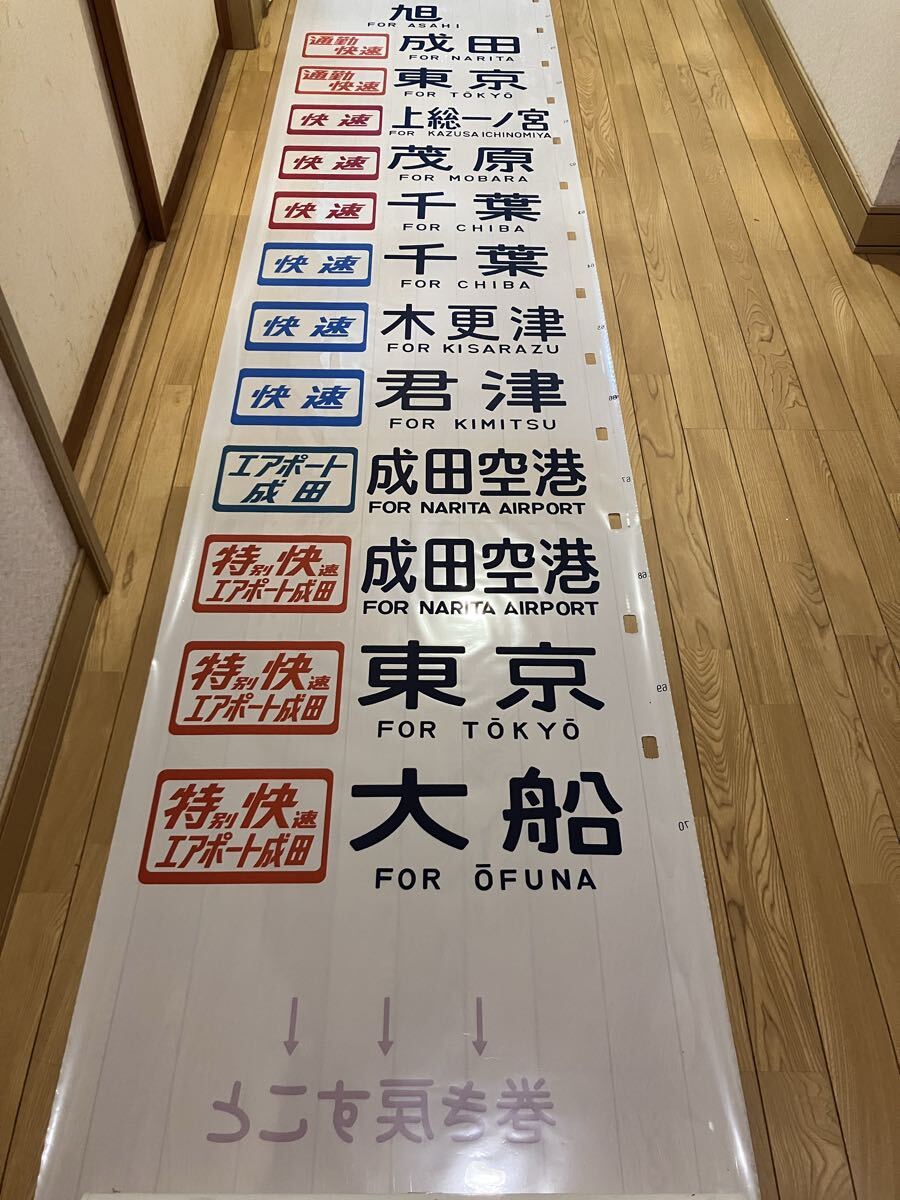 旭
FOR ASAHI
通勤快速 成田
FOR NARITA
通勤快速 東京
FOR TŌKYŌ
快速 上総一ノ宮
FOR KAZUSAICHINOMIYA
快速 茂原
FOR MOBARA
快速 千葉
FOR CHIBA
快速 千葉
FOR CHIBA
快速 木更津
FOR KISARAZU
快速 君津
FOR KIMITSU
エアポート成田 成田空港
FOR NARITA AIRPORT
67
特別快速 エアポート成田 成田空港
FOR NARITA AIRPORT
68
特別快速 エアポート成田 東京
FOR TŌKYŌ
69
特別快速 エアポート成田 大船
FOR ŌFUNA
70
↓ ↓ ↓
巻き戻すこと